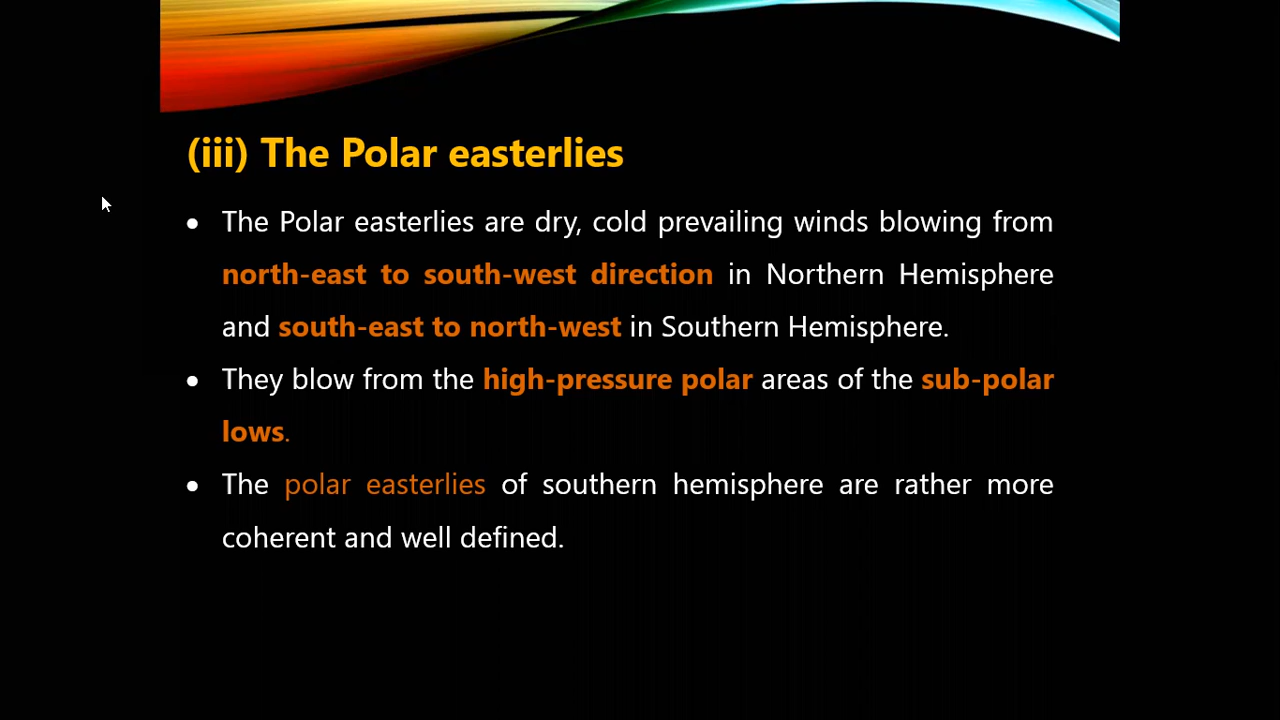 (iii) The Polar easterlies
• The Polar easterlies are dry, cold prevailing winds blowing from
north-east to south-west direction in Northern Hemisphere
and south-east to north-west in Southern Hemisphere.
• They blow from the high-pressure polar areas of the sub-polar
lows.
• The polar easterlies of southern hemisphere are rather more
coherent and well defined.